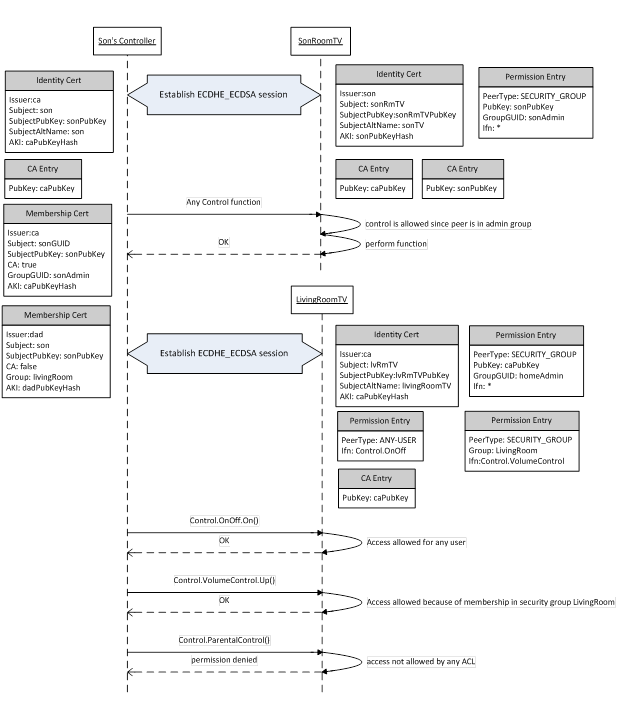 Son's Controller
SonRoomTV
Identity Cert
Issuer:ca
Subject: son
SubjectPubKey: sonPubKey
SubjectAltName: son
AKI: caPubKeyHash
Establish ECDHE_ECDSA session
Identity Cert
Issuer:son
Subject: sonRmTV
SubjectPubKey:sonRmTVPubKey
SubjectAltName: sonTV
AKI: sonPubKeyHash
Permission Entry
PeerType: SECURITY_GROUP
PubKey: sonPubKey
GroupGUID: sonAdmin
Ifn: *
CA Entry
PubKey: caPubKey
CA Entry
PubKey: caPubKey
CA Entry
PubKey: sonPubKey
Membership Cert
Issuer:ca
Subject: sonGUID
SubjectPubKey: sonPubKey
CA: true
GroupGUID: sonAdmin
AKI: caPubKeyHash
Any Control function
control is allowed since peer is in admin group
OK
perform function
LivingRoomTV
Membership Cert
Issuer:dad
Subject: son
SubjectPubKey: sonPubKey
CA: false
Group: livingRoom
AKI: dadPubKeyHash
Establish ECDHE_ECDSA session
Identity Cert
Issuer:ca
Subject: lvRmTV
SubjectPubKey:lvRmTVPubKey
SubjectAltName: livingRoomTV
AKI: caPubKeyHash
Permission Entry
PeerType: SECURITY_GROUP
PubKey: caPubKey
GroupGUID: homeAdmin
Ifn: *
Permission Entry
PeerType: ANY-USER
Ifn: Control.OnOff
Permission Entry
PeerType: SECURITY_GROUP
Group: LivingRoom
Ifn:Control.VolumeControl
CA Entry
PubKey: caPubKey
Control.OnOff.On()
OK
Access allowed for any user
Control.VolumeControl.Up()
OK
Access allowed because of membership in security group LivingRoom
Control.ParentalControl()
permission denied
access not allowed by any ACL